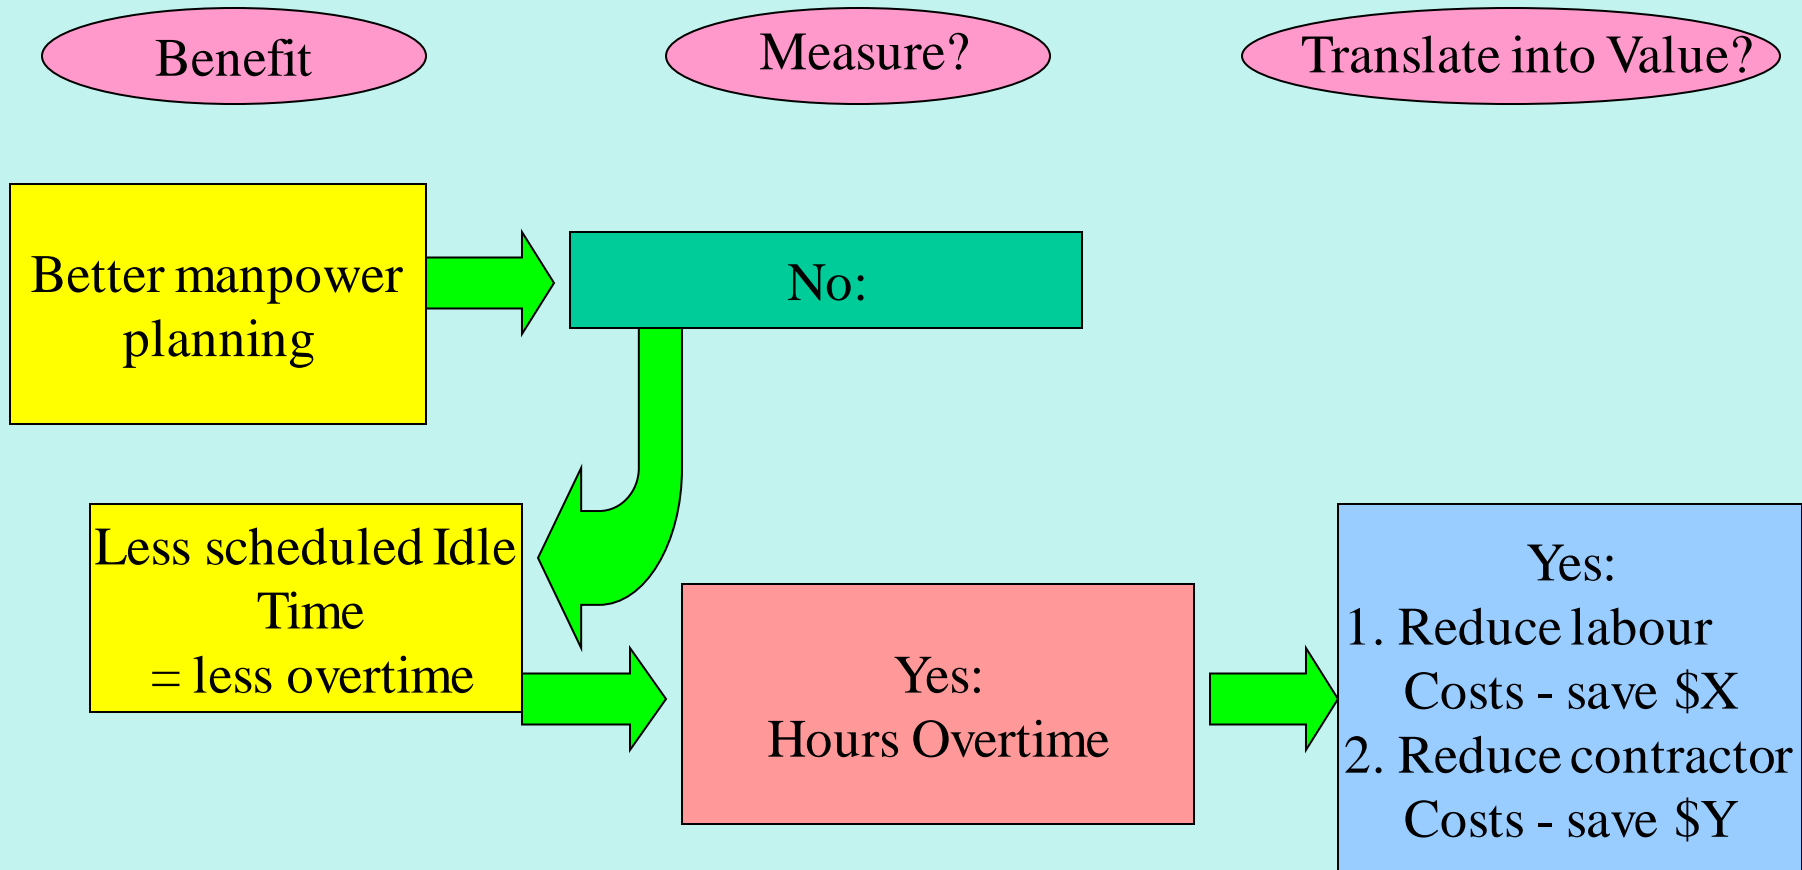 Benefit
Measure?
Translate into Value?
Better manpower
planning
No:
Less scheduled Idle
Time
= less overtime
Yes:
Hours Overtime
Yes:
1. Reduce labour
Costs - save $X
2. Reduce contractor
Costs - save $Y